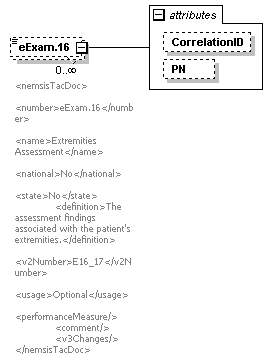 attributes
eExam.16
CorrelationID
0..∞
PN
<nemsisTacDoc>
<number>eExam.16</numb
er>
<name>Extremities
Assessment</name>
<national>No</national>
<state>No</state>
<definition>The
assessment findings
associated with the patient's
extremities.</definition>
<v2Number>E16_17</v2N
umber>
<usage>Optional</usage>
<performanceMeasure/>
<comment/>
<v3Changes/>
</nemsisTacDoc>